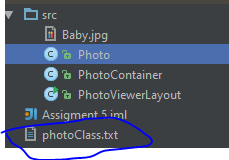 src
Baby.jpg
Photo
PhotoContainer
PhotoViewerLayout
Assigment 5.iml
photoClass.txt